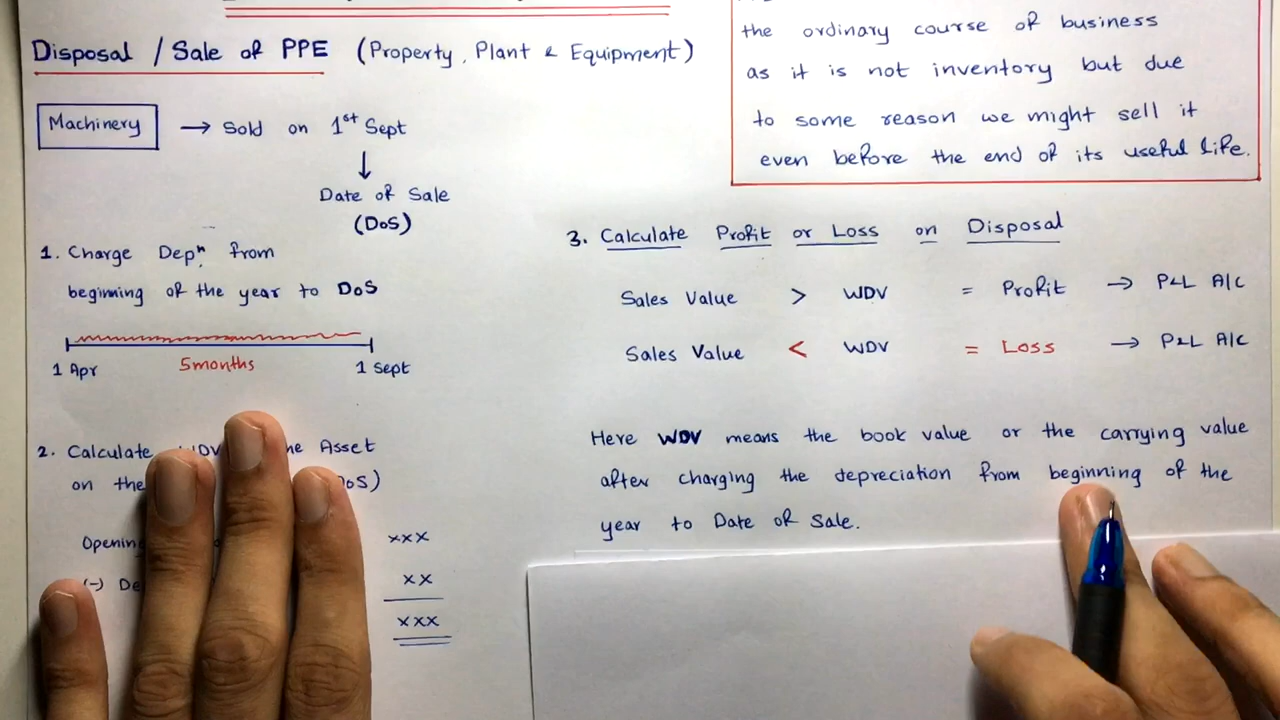 Disposal / Sale of PPE (Property, Plant & Equipment)
Machinery → Sold on 1st Sept
↓
Date of Sale
(DoS)
1. Charge Depn from
beginning of the year to DoS
5months
1 Apr 1 Sept
2. Calculate Asset
on the
xxx
(-)
xx
xxx
the ordinary course of business
as it is not inventory but due
to some reason we might sell it
even before the end of its useful life.
3. Calculate Profit or Loss on Disposal
Sales Value > WDV = Profit → P&L A/C
Sales Value < WDV = Loss → P&L A/C
Here WDV means the book value or the carrying value
after charging the depreciation from beginning of the
year to Date of Sale.